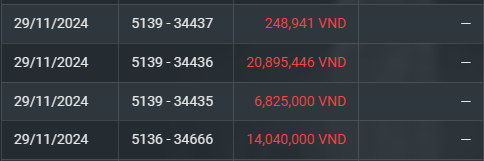 29/11/2024 5139 - 34437 248,941 VND —
29/11/2024 5139 - 34436 20,895,446 VND —
29/11/2024 5139 - 34435 6,825,000 VND —
29/11/2024 5136 - 34666 14,040,000 VND —